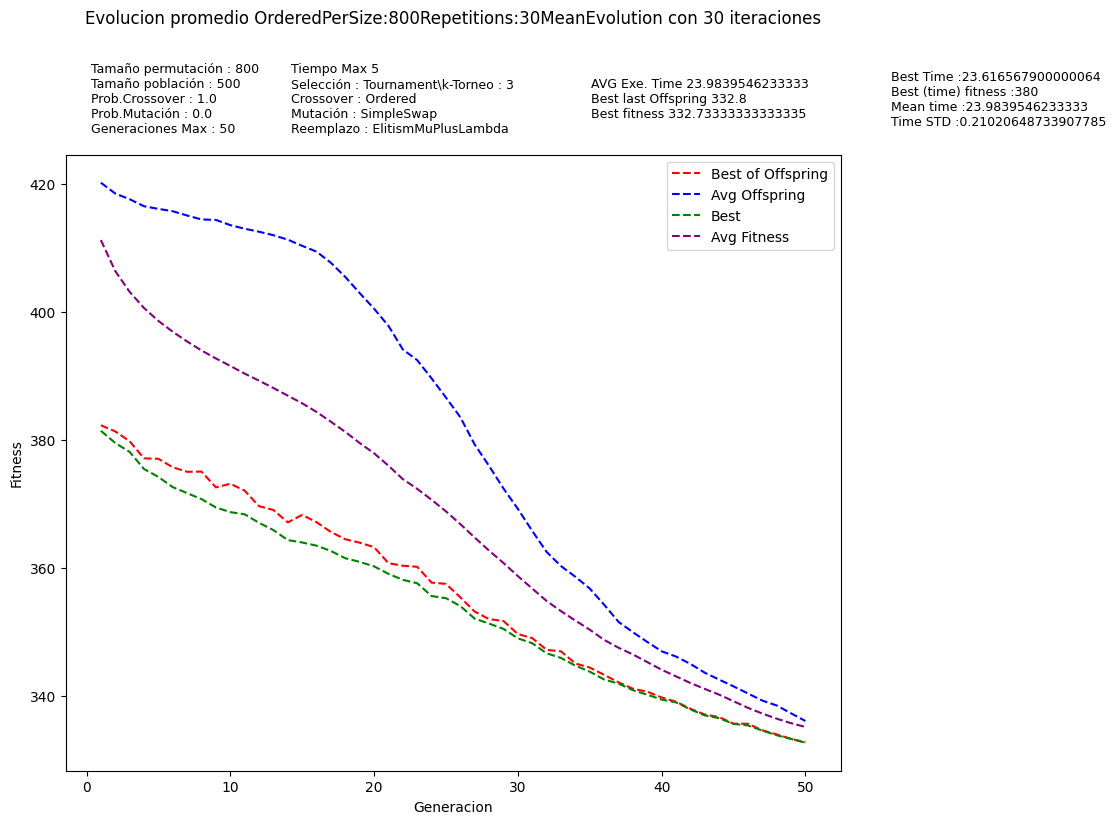 Evolucion promedio OrderedPerSize:800Repetitions:30MeanEvolution con 30 iteraciones
Tamaño permutación : 800
Tamaño población : 500
Prob.Crossover : 1.0
Prob.Mutación : 0.0
Generaciones Max : 50
Tiempo Max 5
Selección : Tournament\k-Torneo : 3
Crossover : Ordered
Mutación : SimpleSwap
Reemplazo : ElitismMuPlusLambda
AVG Exe. Time 23.9839546233333
Best last Offspring 332.8
Best fitness 332.73333333333335
Best Time :23.616567900000064
Best (time) fitness :380
Mean time :23.9839546233333
Time STD :0.21020648733907785
Best of Offspring
Avg Offspring
Best
Avg Fitness
420
400
380
360
340
Fitness
0 10 20 30 40 50
Generacion